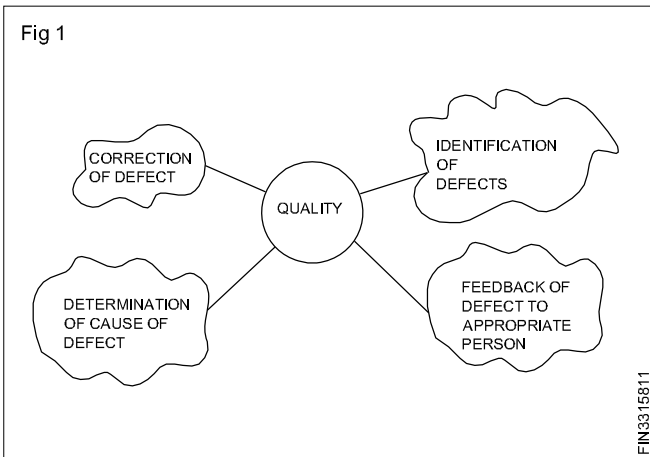 Fig 1
CORRECTION
OF DEFECT
IDENTIFICATION
OF
DEFECTS
QUALITY
DETERMINATION
OF CAUSE OF
DEFECT
FEEDBACK OF
DEFECT TO
APPROPRIATE
PERSON
FIN3315811